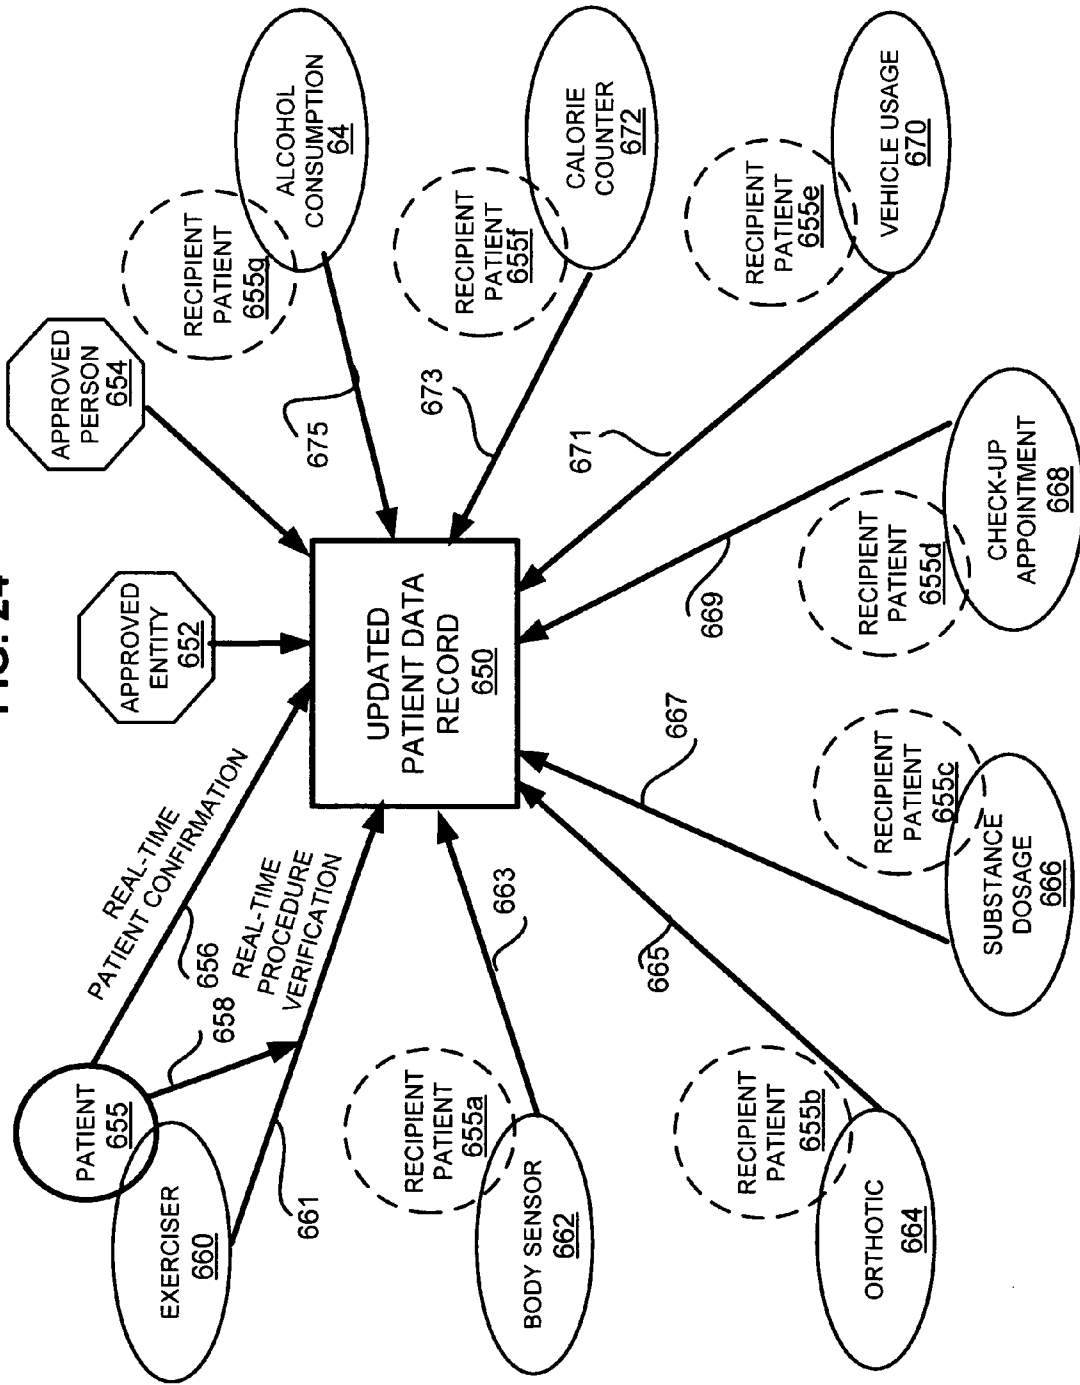 FIG. 24
PATIENT
655
EXERCISER
660
REAL-TIME
PATIENT CONFIRMATION
656
658
REAL-TIME
PROCEDURE
VERIFICATION
661
APPROVED
ENTITY
652
APPROVED
PERSON
654
UPDATED
PATIENT DATA
RECORD
650
RECIPIENT
PATIENT
655g
ALCOHOL
CONSUMPTION
64
675
RECIPIENT
PATIENT
655a
BODY SENSOR
662
663
RECIPIENT
PATIENT
655f
CALORIE
COUNTER
672
673
RECIPIENT
PATIENT
655b
ORTHOTIC
664
665
RECIPIENT
PATIENT
655c
SUBSTANCE
DOSAGE
666
667
RECIPIENT
PATIENT
655d
CHECK-UP
APPOINTMENT
668
669
RECIPIENT
PATIENT
655e
VEHICLE USAGE
670
671